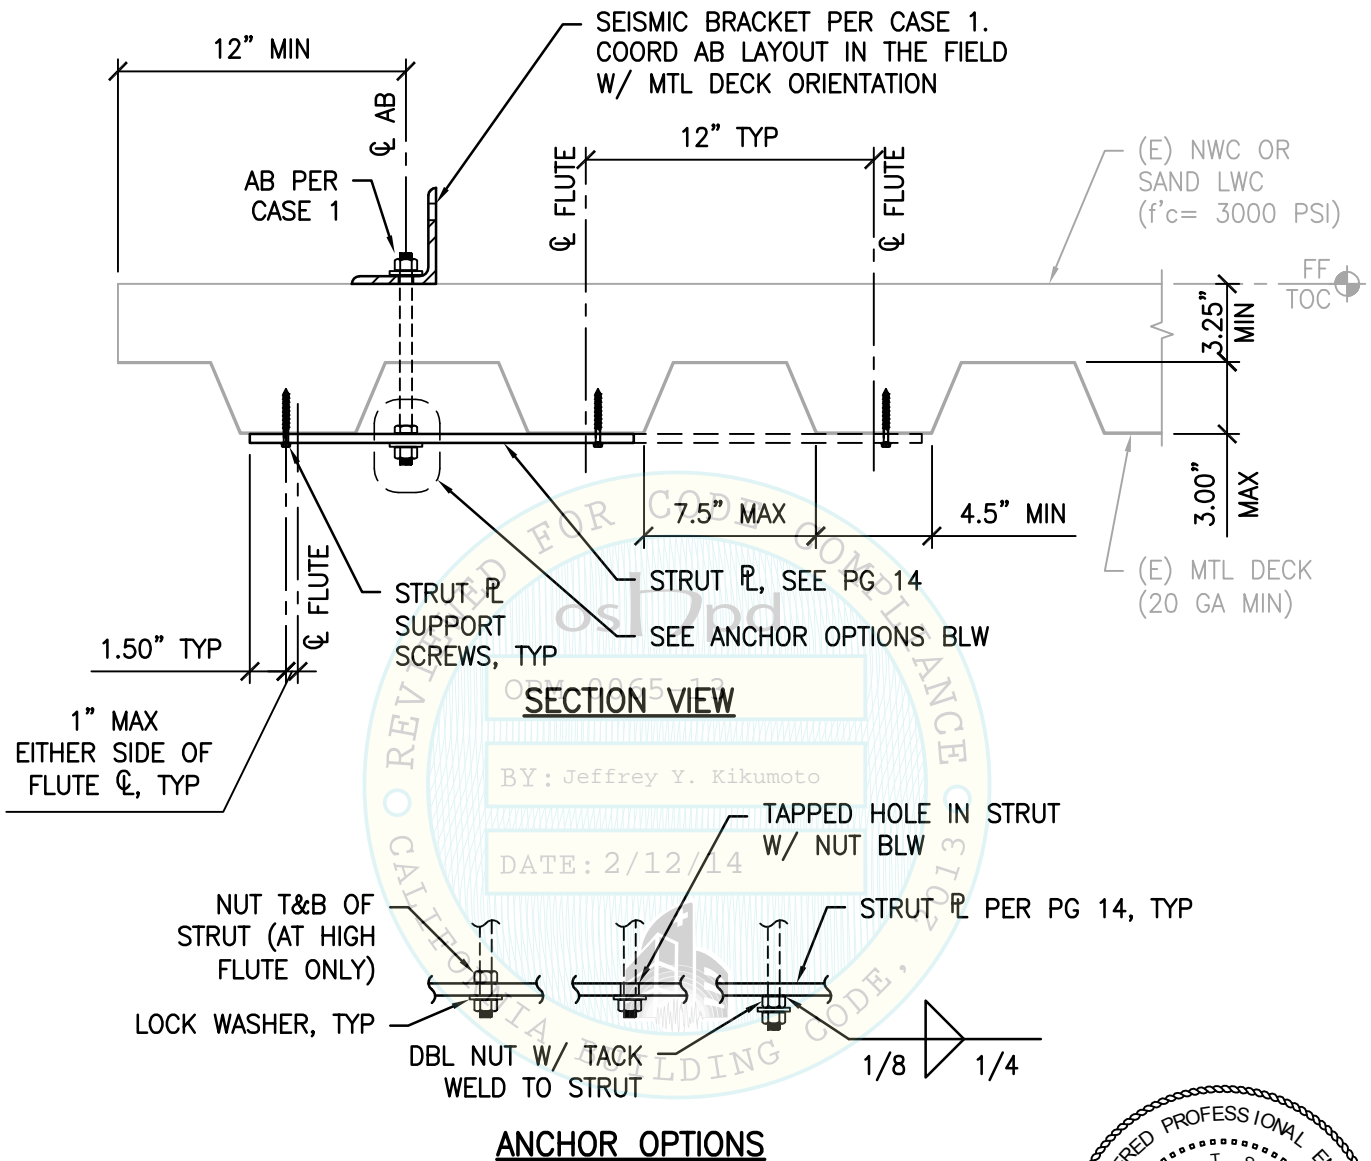 SEISMIC BRACKET PER CASE 1.
COORD AB LAYOUT IN THE FIELD
W/ MTL DECK ORIENTATION
12" MIN
℄ AB
AB PER
CASE 1
12" TYP
℄ FLUTE
℄ FLUTE
(E) NWC OR
SAND LWC
(f'c= 3000 PSI)
FF
TOC
3.25"
MIN
3.00"
MAX
7.5" MAX
4.5" MIN
(E) MTL DECK
(20 GA MIN)
STRUT ⅊, SEE PG 14
SEE ANCHOR OPTIONS BLW
STRUT ⅊
SUPPORT
SCREWS, TYP
℄ FLUTE
1.50" TYP
1" MAX
EITHER SIDE OF
FLUTE ℄, TYP
SECTION VIEW
REVIEWED FOR CODE COMPLIANCE
oshpd
OPM-0065-13
BY: Jeffrey Y. Kikumoto
DATE: 2/12/14
CALIFORNIA BUILDING CODE, 2013
TAPPED HOLE IN STRUT
W/ NUT BLW
NUT T&B OF
STRUT (AT HIGH
FLUTE ONLY)
STRUT ⅊ PER PG 14, TYP
LOCK WASHER, TYP
DBL NUT W/ TACK
WELD TO STRUT
1/8
1/4
ANCHOR OPTIONS
PROFESSIONAL